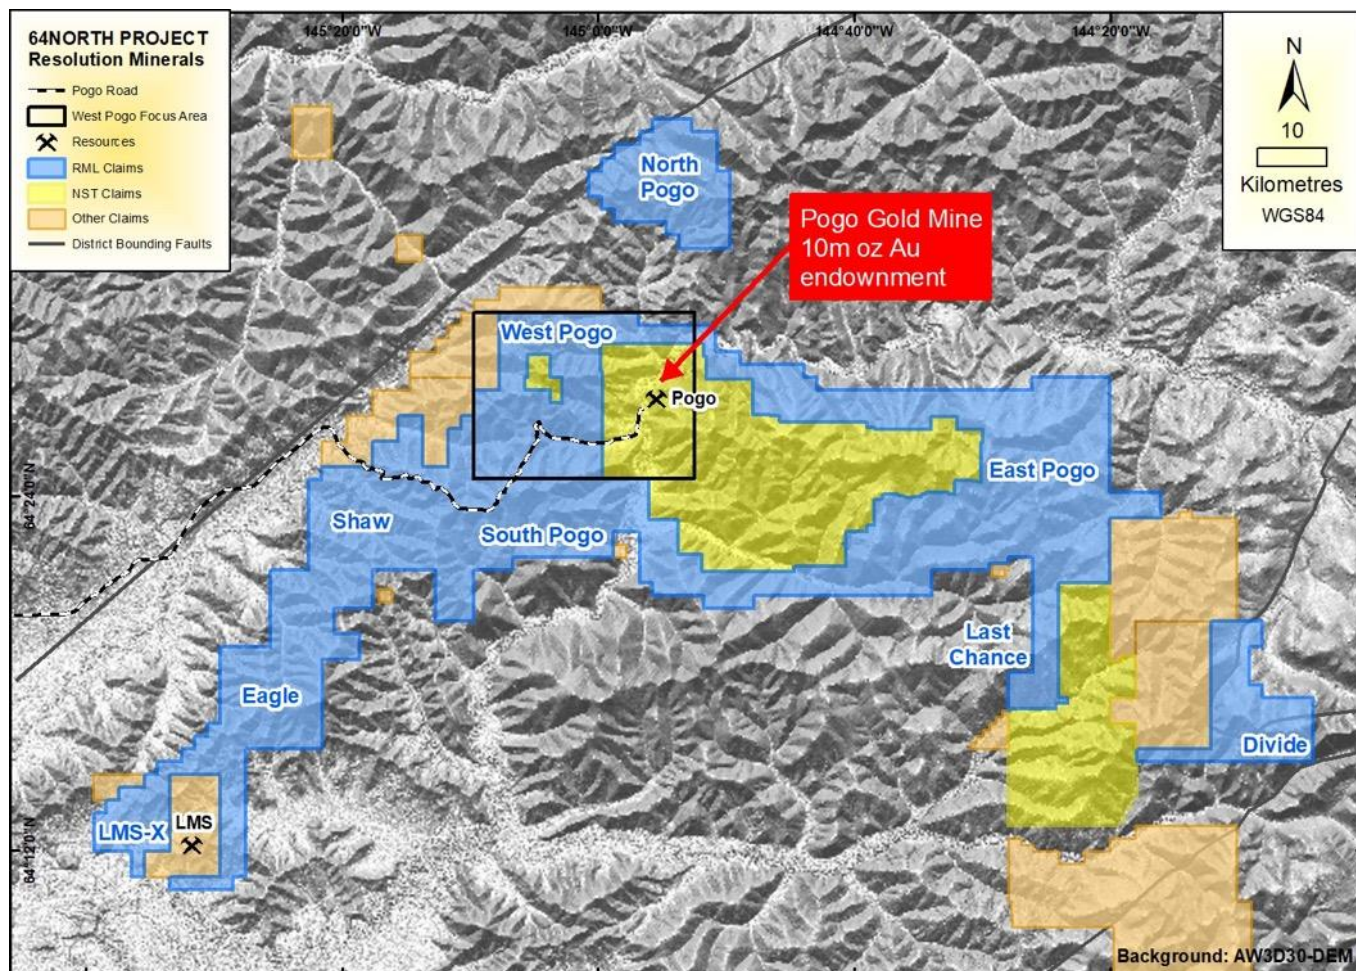 64NORTH PROJECT
Resolution Minerals
Pogo Road
West Pogo Focus Area
Resources
RML Claims
NST Claims
Other Claims
District Bounding Faults
145°20'0"W
145°0'0"W
144°40'0"W
144°20'0"W
N
10
Kilometres
WGS84
North
Pogo
Pogo Gold Mine
10m oz Au
endownment
West Pogo
Pogo
64°24'0"N
East Pogo
Shaw
South Pogo
Last
Chance
Eagle
Divide
LMS-X
LMS
64°12'0"N
Background: AW3D30-DEM